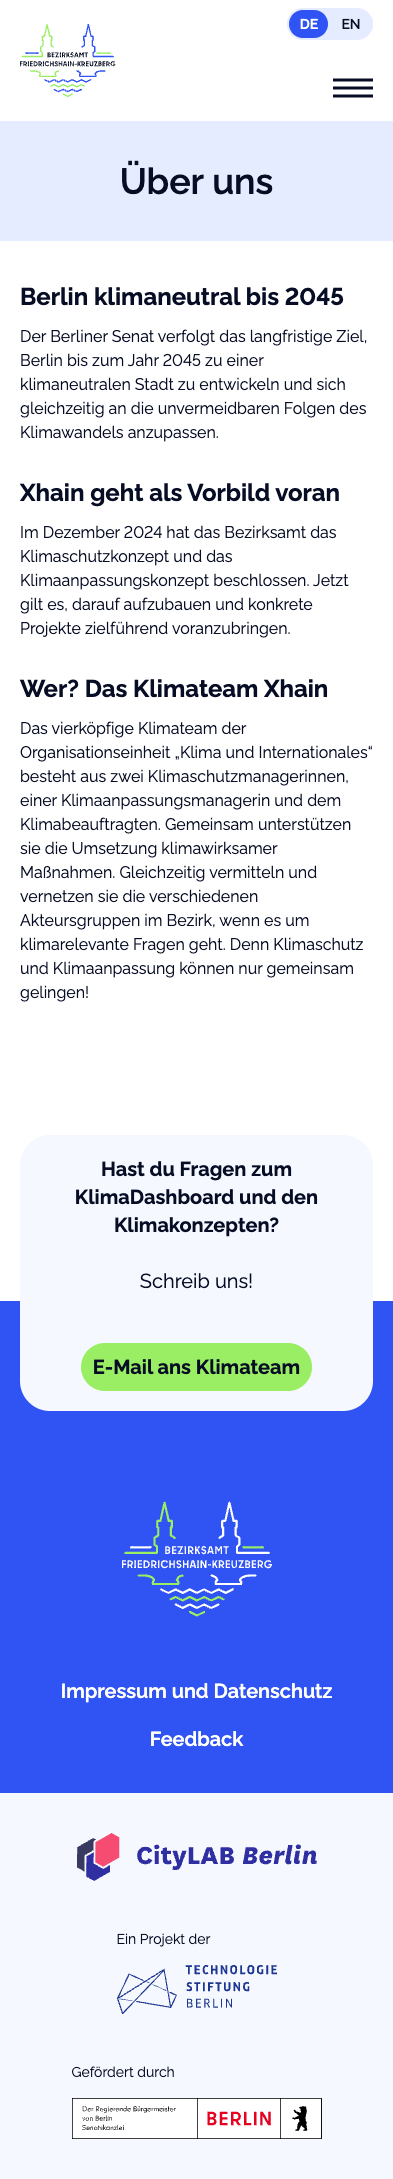 DE EN
BEZIRKSAMT
FRIEDRICHSHAIN-KREUZBERG
Über uns
Berlin klimaneutral bis 2045
Der Berliner Senat verfolgt das langfristige Ziel,
Berlin bis zum Jahr 2045 zu einer
klimaneutralen Stadt zu entwickeln und sich
gleichzeitig an die unvermeidbaren Folgen des
Klimawandels anzupassen.
Xhain geht als Vorbild voran
Im Dezember 2024 hat das Bezirksamt das
Klimaschutzkonzept und das
Klimaanpassungskonzept beschlossen. Jetzt
gilt es, darauf aufzubauen und konkrete
Projekte zielführend voranzubringen.
Wer? Das Klimateam Xhain
Das vierköpfige Klimateam der
Organisationseinheit „Klima und Internationales“
besteht aus zwei Klimaschutzmanagerinnen,
einer Klimaanpassungsmanagerin und dem
Klimabeauftragten. Gemeinsam unterstützen
sie die Umsetzung klimawirksamer
Maßnahmen. Gleichzeitig vermitteln und
vernetzen sie die verschiedenen
Akteursgruppen im Bezirk, wenn es um
klimarelevante Fragen geht. Denn Klimaschutz
und Klimaanpassung können nur gemeinsam
gelingen!
Hast du Fragen zum
KlimaDashboard und den
Klimakonzepten?
Schreib uns!
E-Mail ans Klimateam
BEZIRKSAMT
FRIEDRICHSHAIN-KREUZBERG
Impressum und Datenschutz
Feedback
CityLAB Berlin
Ein Projekt der
TECHNOLOGIE
STIFTUNG
BERLIN
Gefördert durch
Der Regierende Bürgermeister
von Berlin
Senatskanzlei
BERLIN